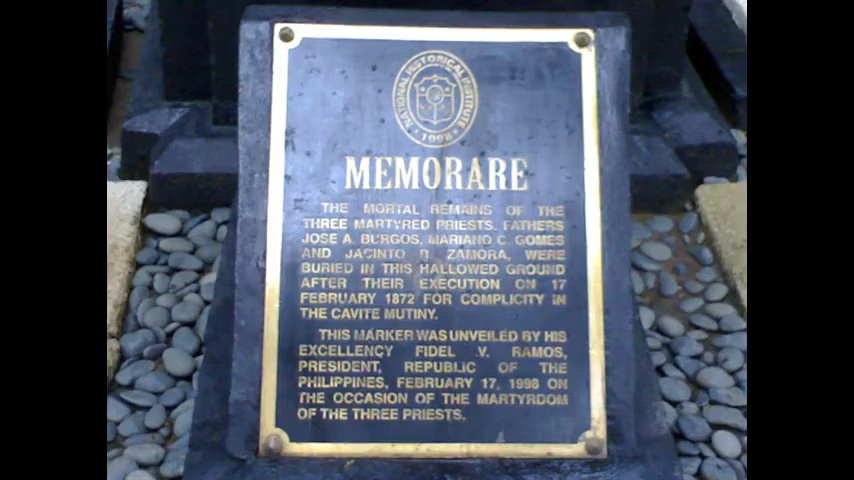 NATIONAL HISTORICAL INSTITUTE
1998
MEMORARE
THE MORTAL REMAINS OF THE
THREE MARTYRED PRIESTS. FATHERS
JOSE A. BURGOS, MARIANO C. GOMES
AND JACINTO R. ZAMORA, WERE
BURIED IN THIS HALLOWED GROUND
AFTER THEIR EXECUTION ON 17
FEBRUARY 1872 FOR COMPLICITY IN
THE CAVITE MUTINY.
THIS MARKER WAS UNVEILED BY HIS
EXCELLENCY FIDEL V. RAMOS,
PRESIDENT, REPUBLIC OF THE
PHILIPPINES, FEBRUARY 17, 1998 ON
THE OCCASION OF THE MARTYRDOM
OF THE THREE PRIESTS.